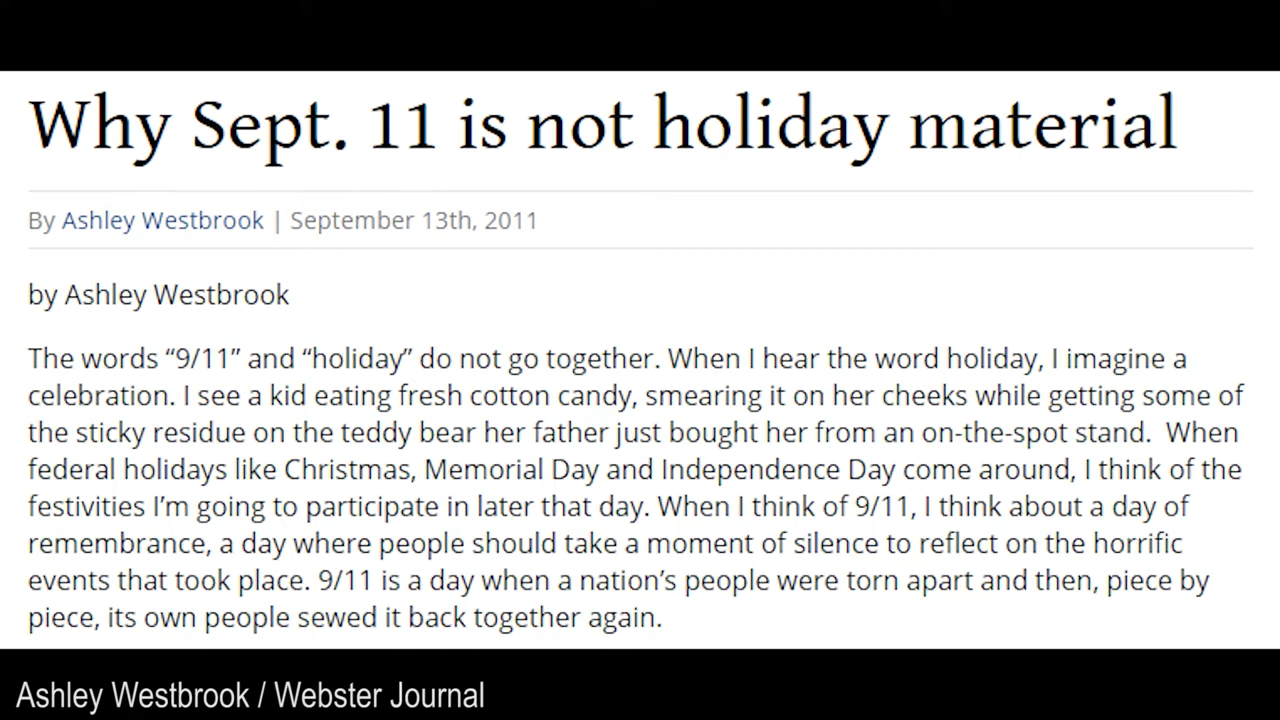 Why Sept. 11 is not holiday material
By Ashley Westbrook | September 13th, 2011
by Ashley Westbrook
The words “9/11” and “holiday” do not go together. When I hear the word holiday, I imagine a
celebration. I see a kid eating fresh cotton candy, smearing it on her cheeks while getting some of
the sticky residue on the teddy bear her father just bought her from an on-the-spot stand.  When
federal holidays like Christmas, Memorial Day and Independence Day come around, I think of the
festivities I’m going to participate in later that day. When I think of 9/11, I think about a day of
remembrance, a day where people should take a moment of silence to reflect on the horrific
events that took place. 9/11 is a day when a nation’s people were torn apart and then, piece by
piece, its own people sewed it back together again.
Ashley Westbrook / Webster Journal